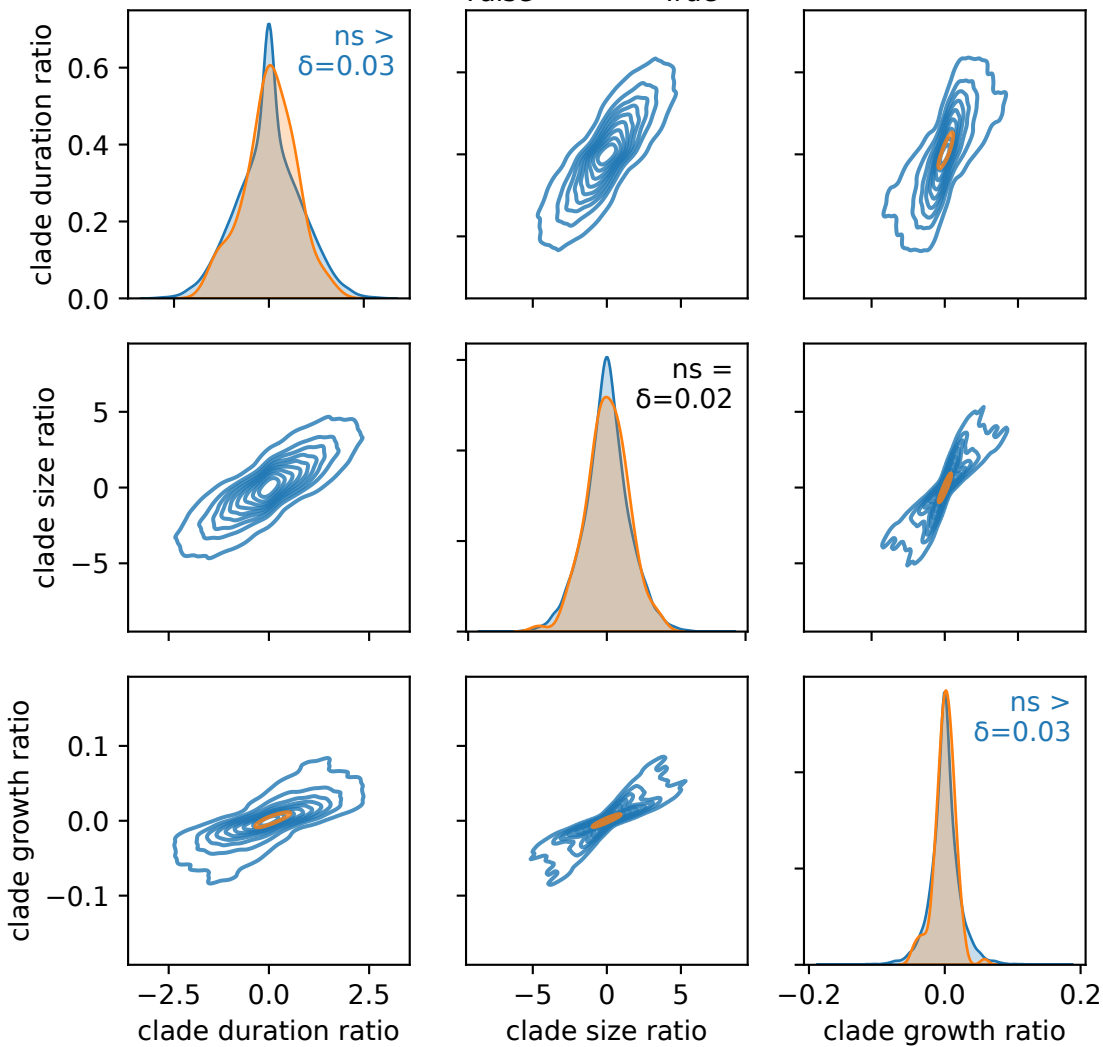 clade duration ratio
0.6
0.4
0.2
0.0
ns >
δ=0.03
clade size ratio
5
0
−5
ns =
δ=0.02
clade growth ratio
0.1
0.0
−0.1
ns >
δ=0.03
−2.5 0.0 2.5
−5 0 5
−0.2 0.0 0.2
clade duration ratio
clade size ratio
clade growth ratio